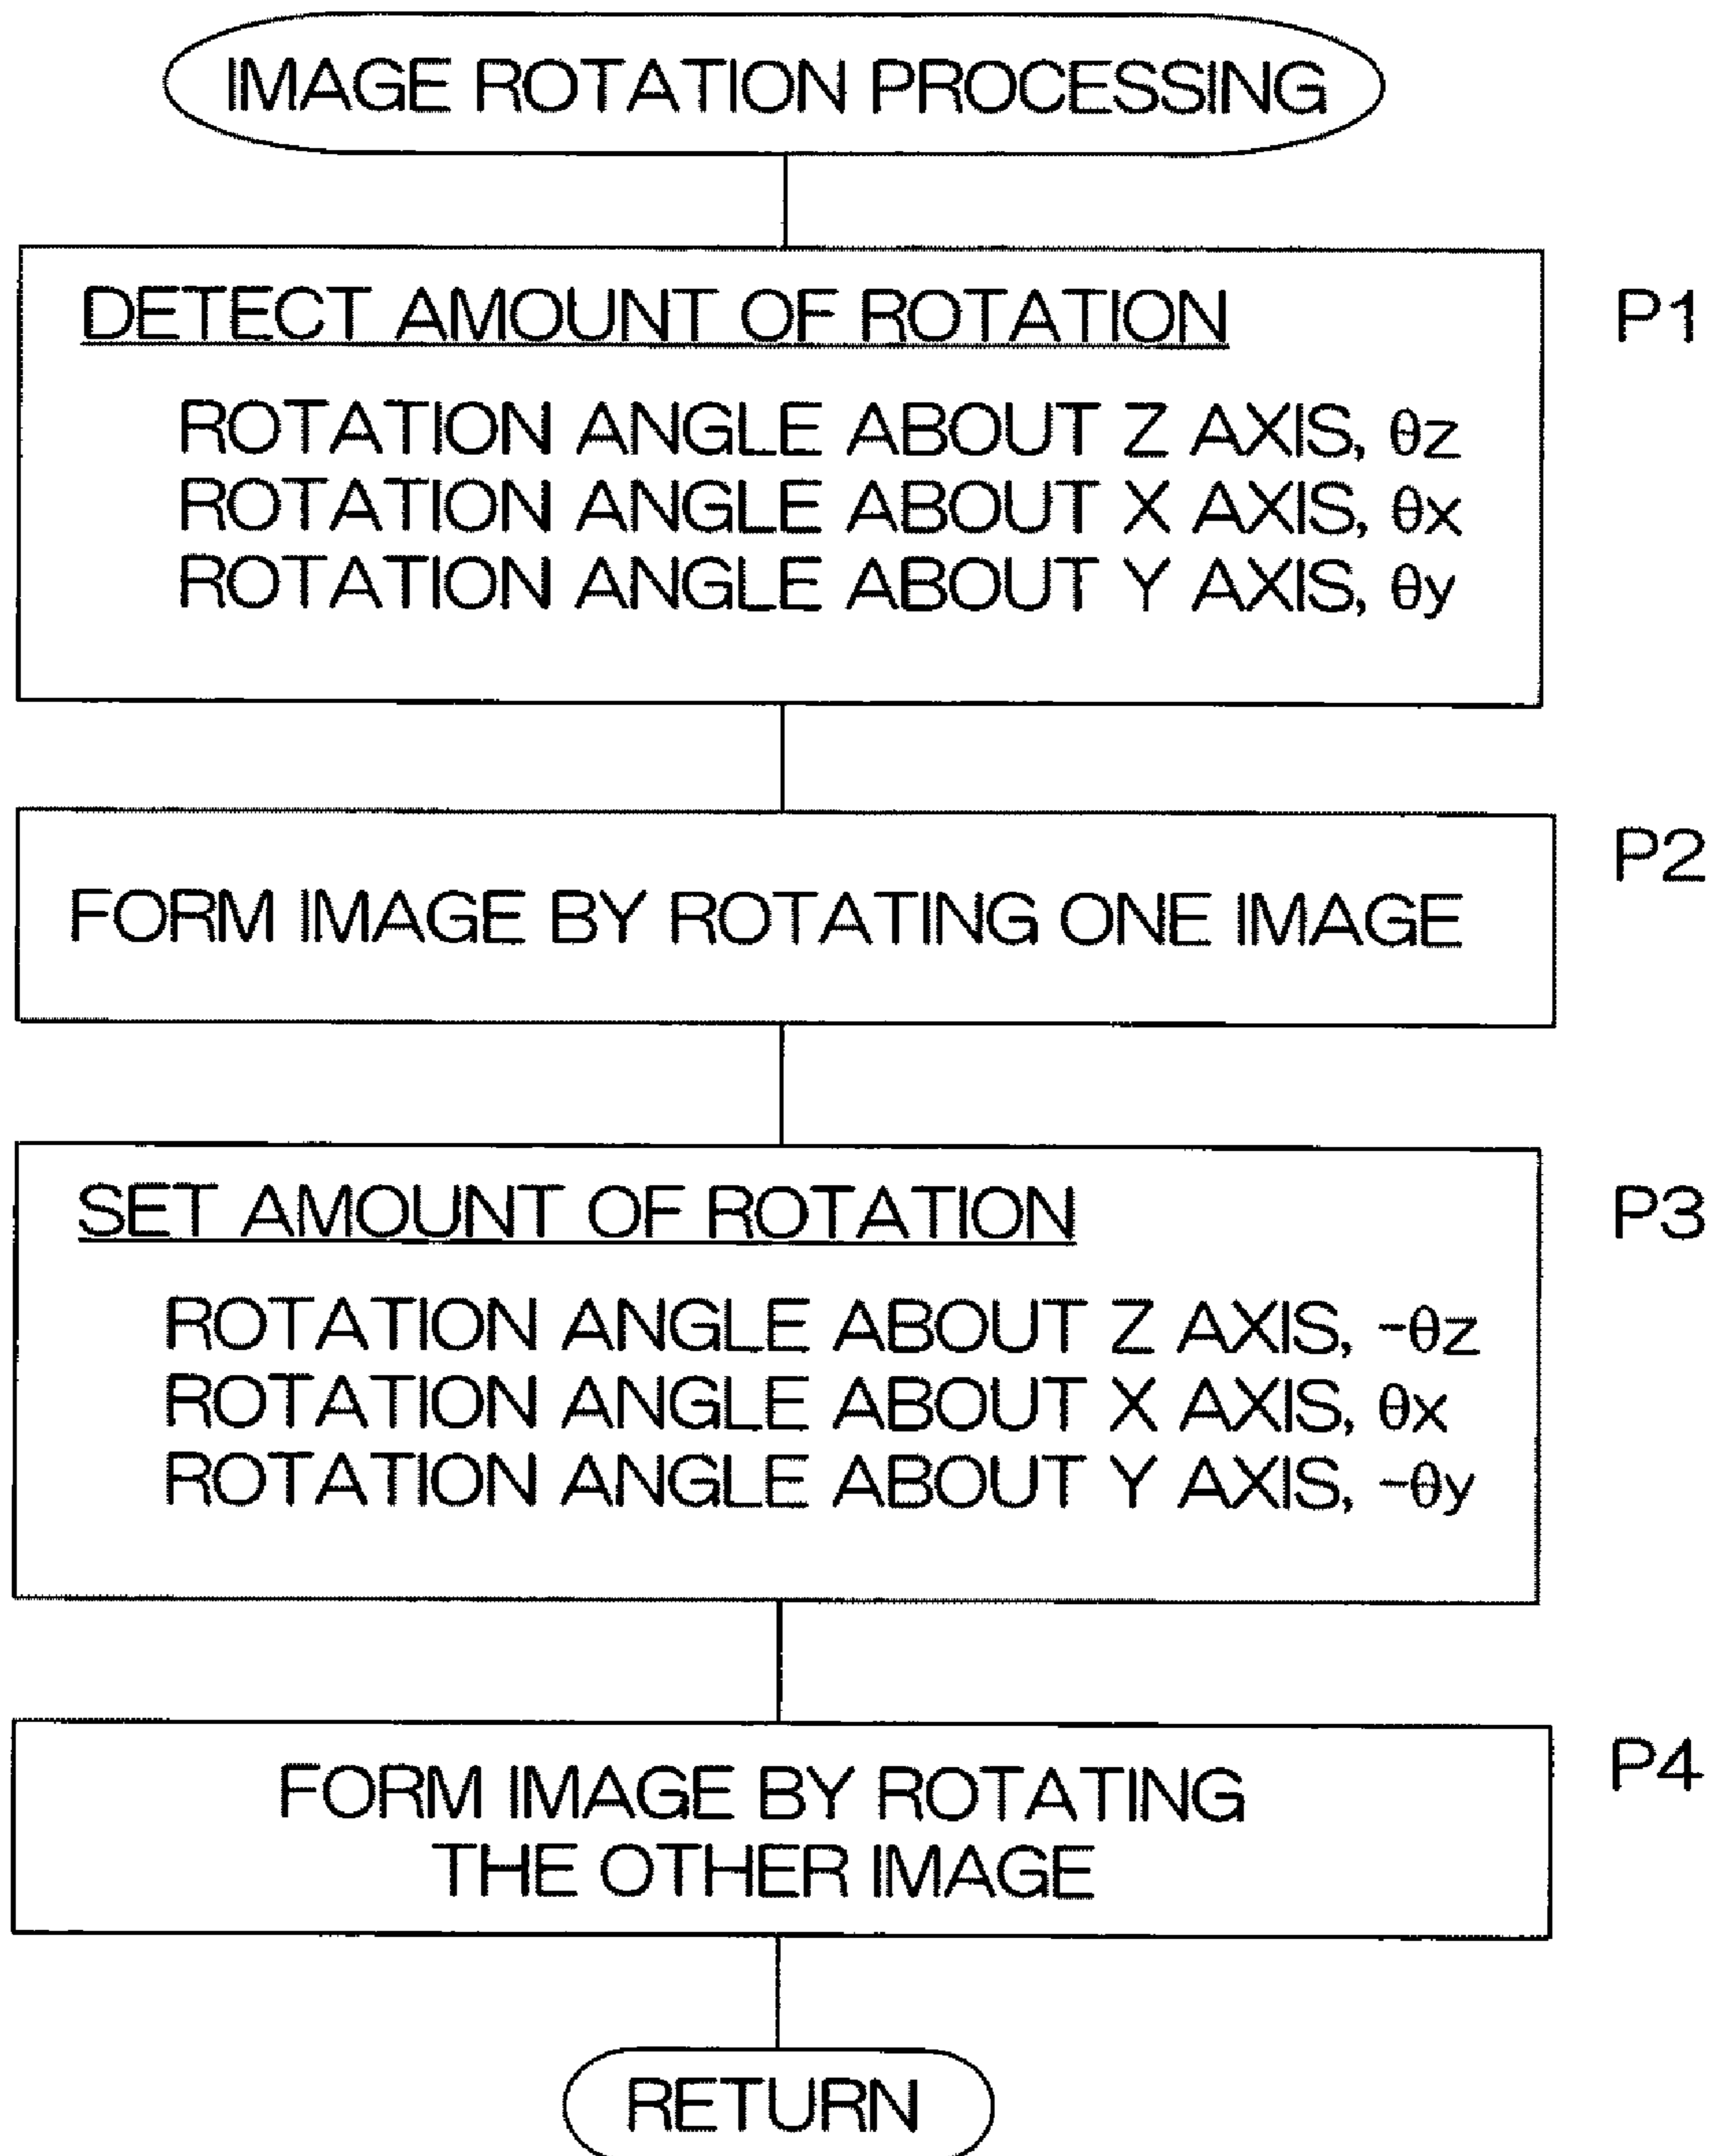 IMAGE ROTATION PROCESSING
DETECT AMOUNT OF ROTATION
P1
ROTATION ANGLE ABOUT Z AXIS, θz
ROTATION ANGLE ABOUT X AXIS, θx
ROTATION ANGLE ABOUT Y AXIS, θy
P2
FORM IMAGE BY ROTATING ONE IMAGE
SET AMOUNT OF ROTATION
P3
ROTATION ANGLE ABOUT Z AXIS, -θz
ROTATION ANGLE ABOUT X AXIS, θx
ROTATION ANGLE ABOUT Y AXIS, -θy
P4
FORM IMAGE BY ROTATING
THE OTHER IMAGE
RETURN